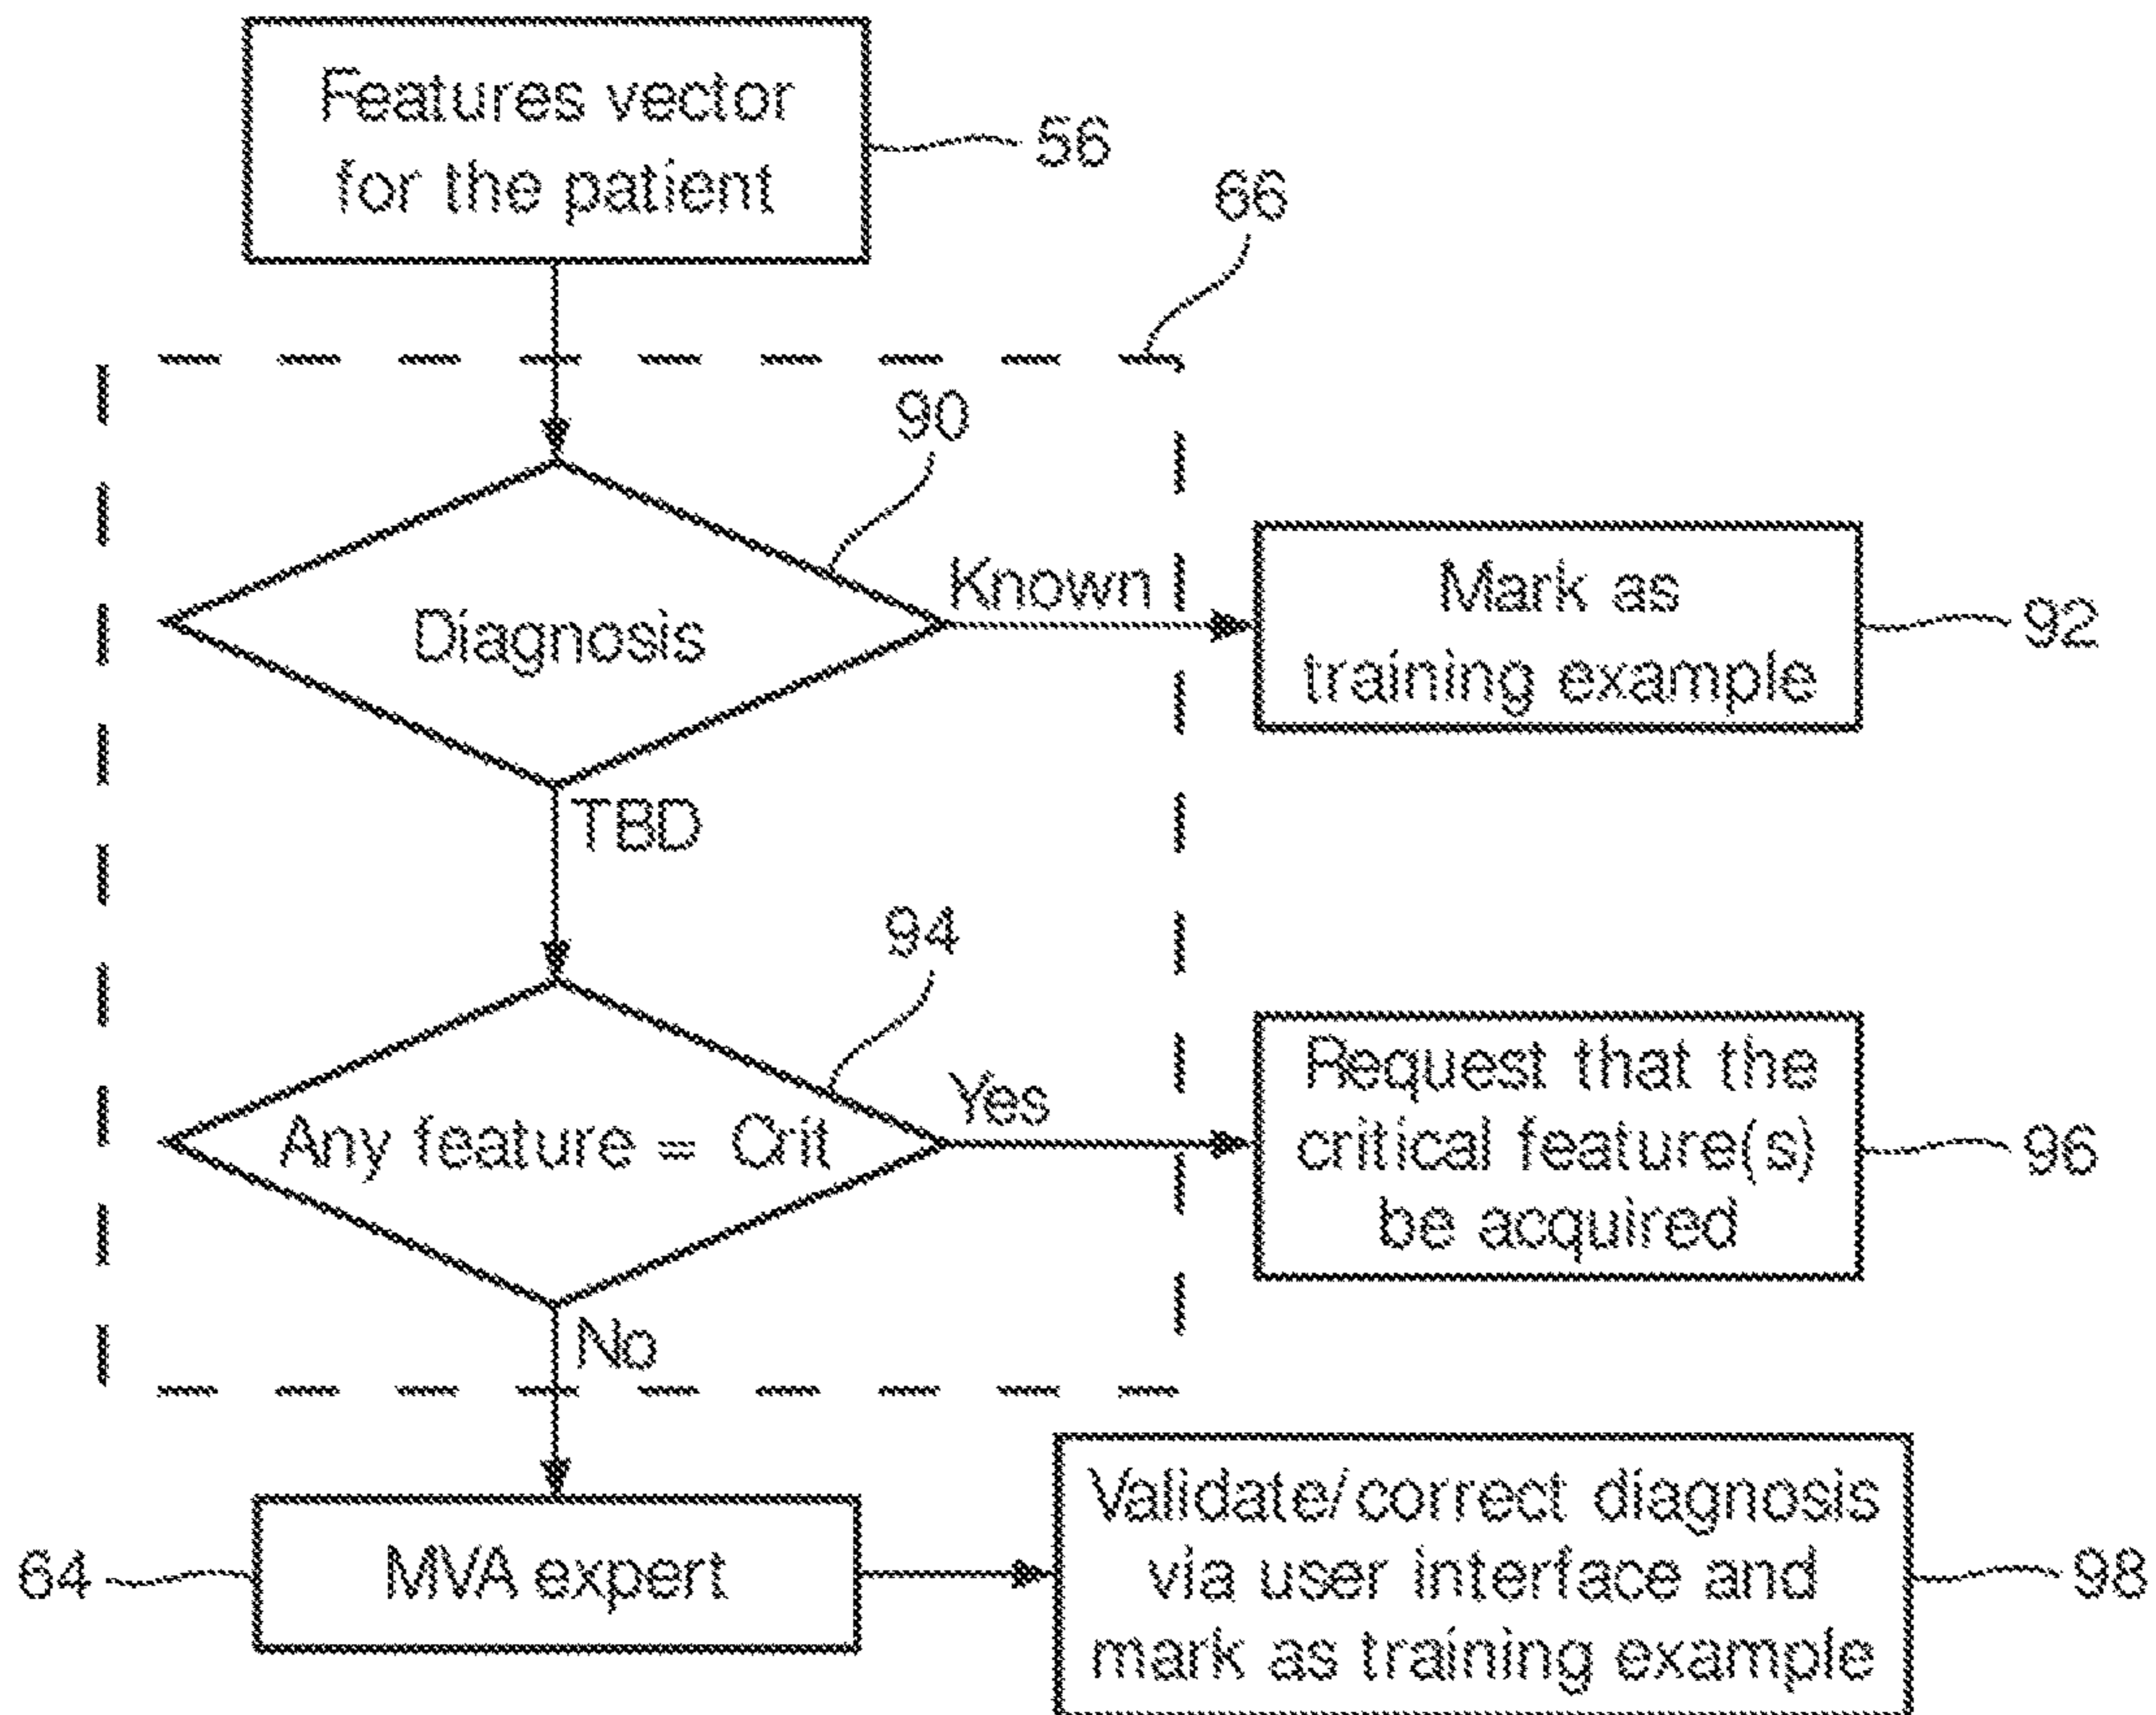 Features vector
for the patient
56
66
90
Diagnosis
Known
Mark as
training example
92
TBD
94
Any feature = Crit
Yes
Request that the
critical feature(s)
be acquired
96
No
64
MVA expert
Validate/correct diagnosis
via user interface and
mark as training example
98